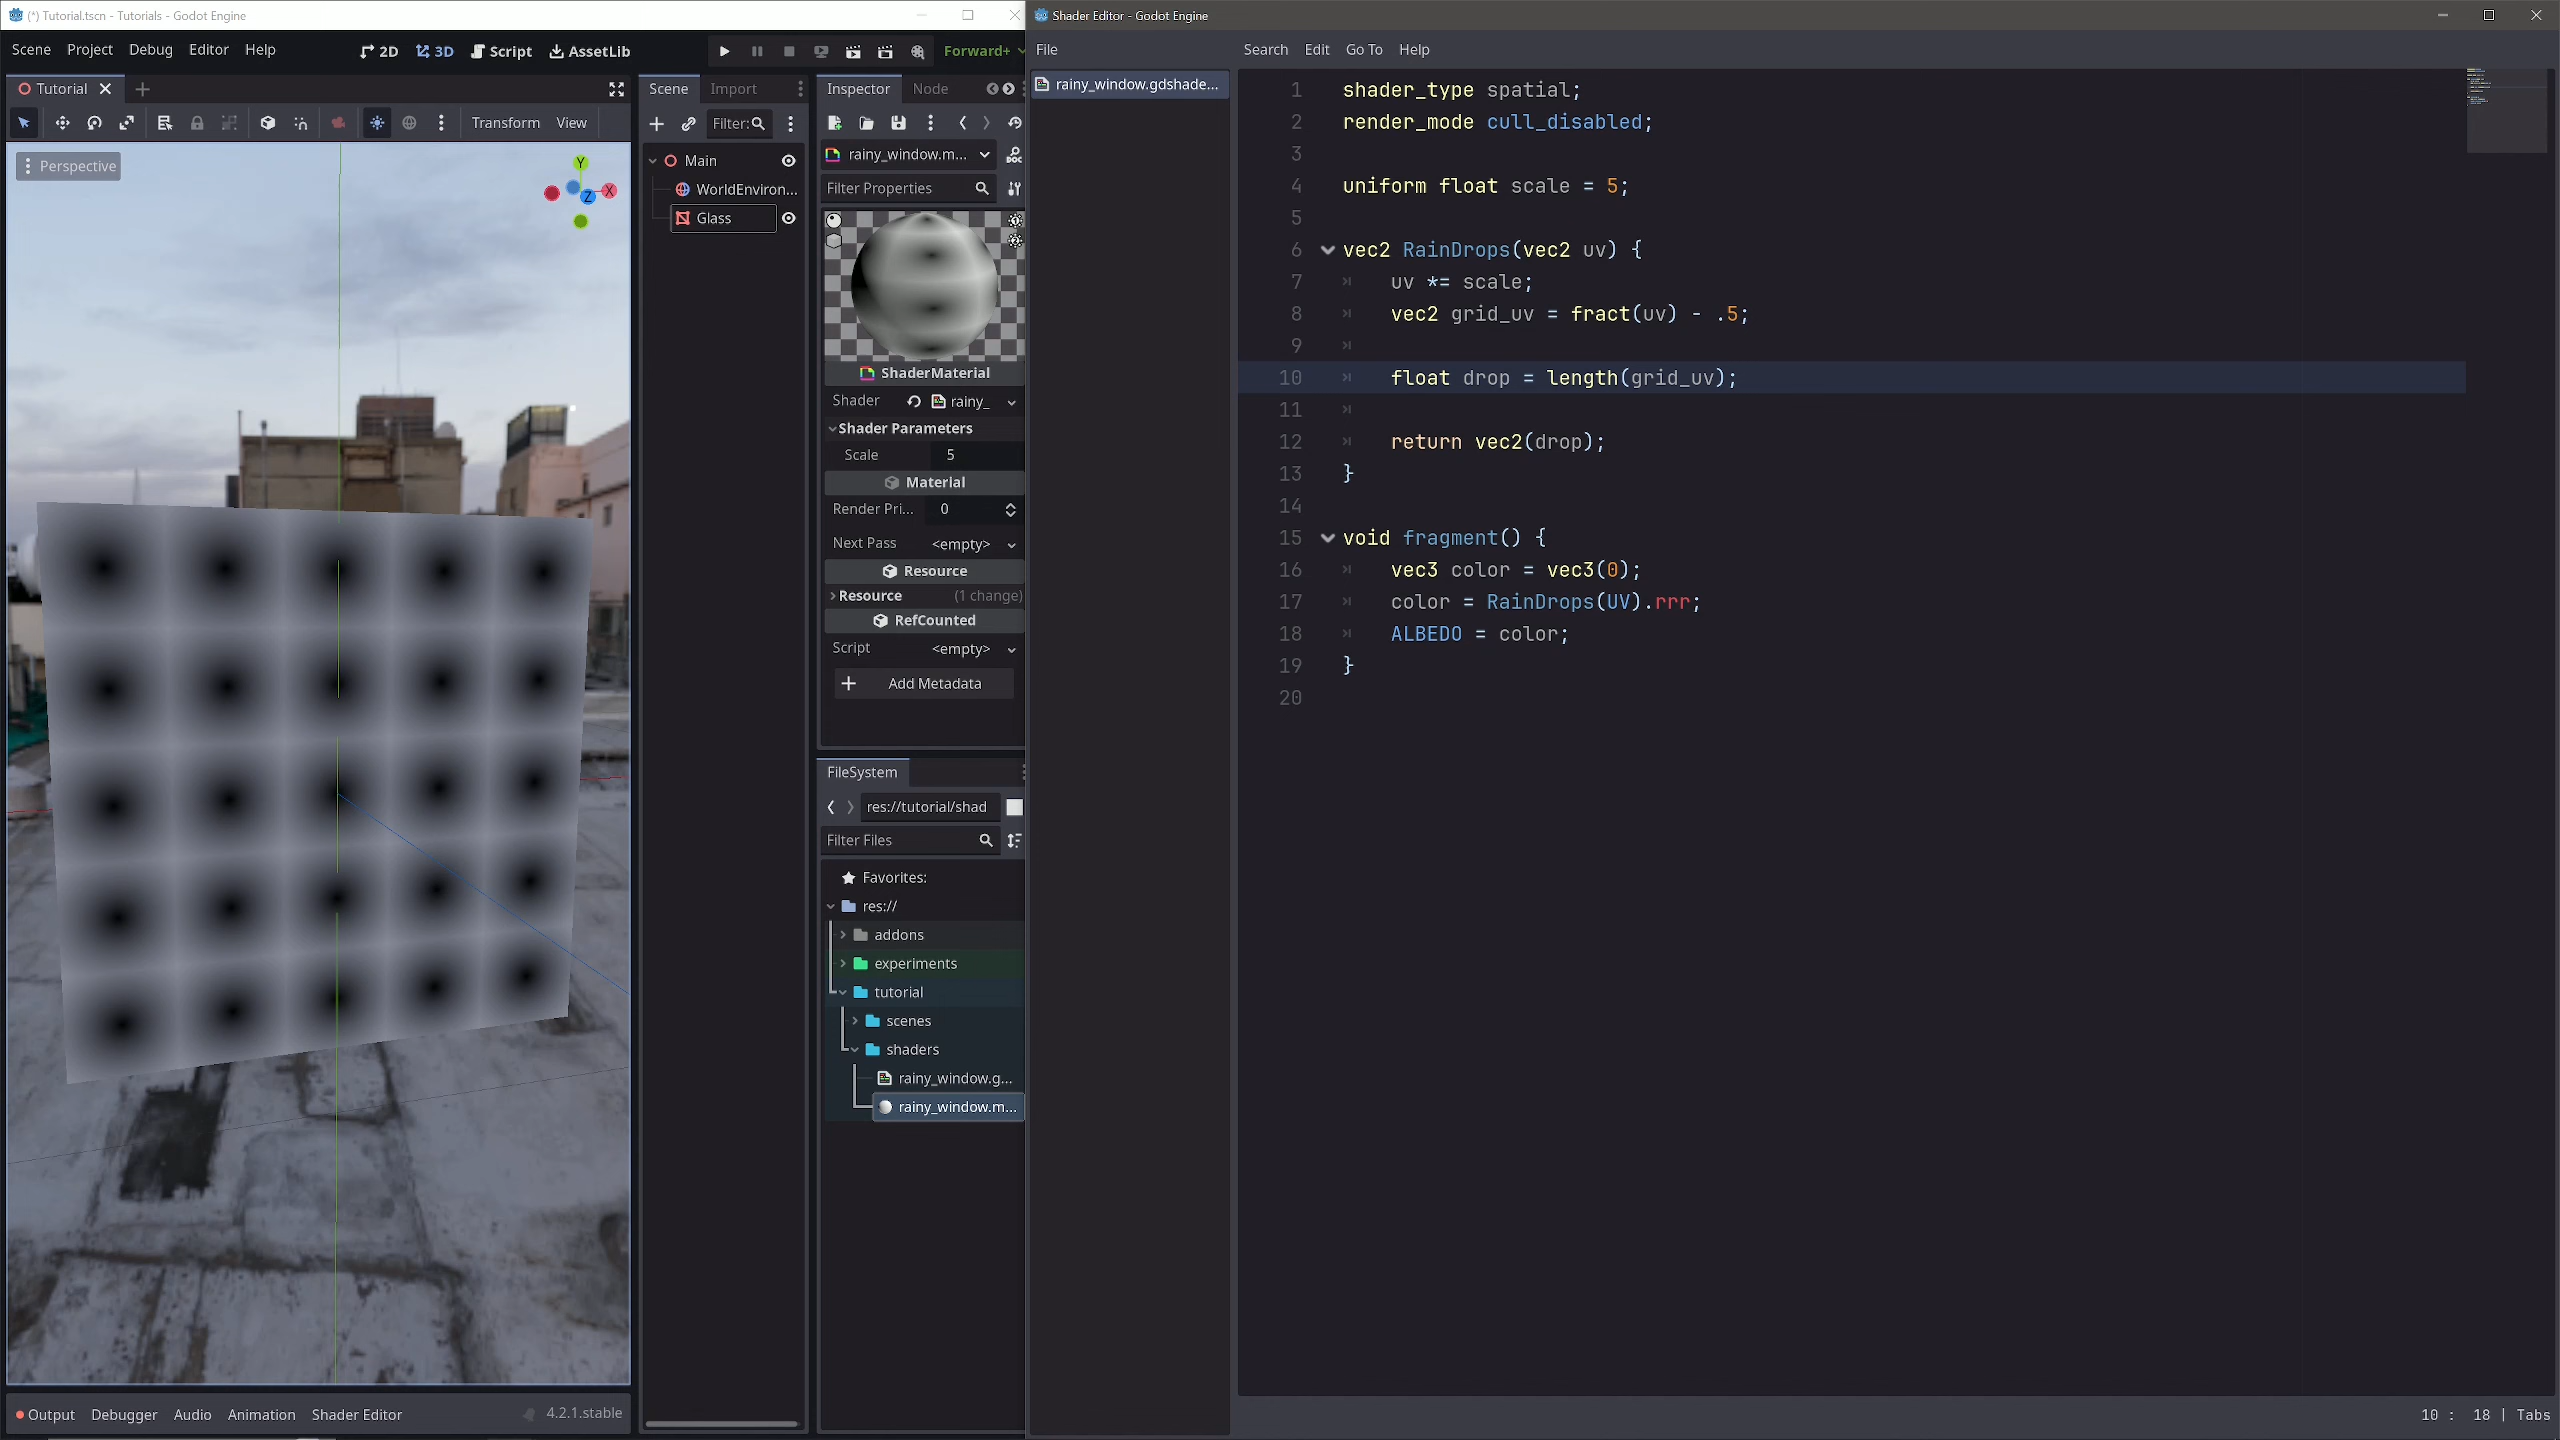 (*) Tutorial.tscn - Tutorials - Godot Engine
Scene Project Debug Editor Help
2D 3D Script AssetLib
Forward+
Tutorial
Transform View
Perspective
Y
X
Z
Output Debugger Audio Animation Shader Editor
4.2.1.stable
Scene Import
Filter:
Main
WorldEnviron...
Glass
Inspector Node
rainy_window.m...
DOC
Filter Properties
ShaderMaterial
Shader rainy_
Shader Parameters
Scale 5
Material
Render Pri... 0
Next Pass <empty>
Resource
Resource (1 change)
RefCounted
Script <empty>
Add Metadata
FileSystem
res://tutorial/shad
Filter Files
Favorites:
res://
addons
experiments
tutorial
scenes
shaders
rainy_window.g...
rainy_window.m...
Shader Editor - Godot Engine
File Search Edit Go To Help
rainy_window.gdshade...
1 shader_type spatial;
2 render_mode cull_disabled;
3
4 uniform float scale = 5;
5
6 vec2 RainDrops(vec2 uv) {
7 uv *= scale;
8 vec2 grid_uv = fract(uv) - .5;
9
10 float drop = length(grid_uv);
11
12 return vec2(drop);
13 }
14
15 void fragment() {
16 vec3 color = vec3(0);
17 color = RainDrops(UV).rrr;
18 ALBEDO = color;
19 }
20
10 : 18 | Tabs